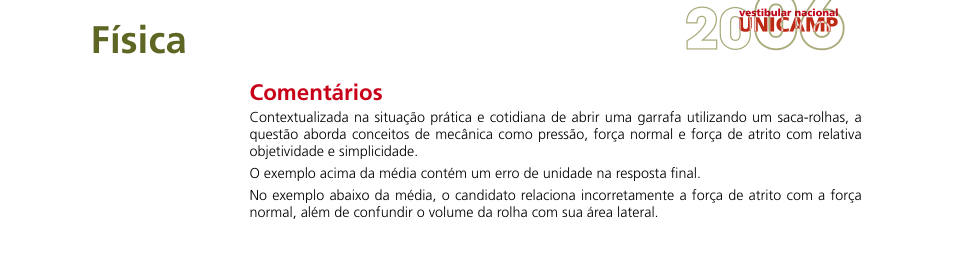 Física
2006
vestibular nacional
UNICAMP
Comentários
Contextualizada na situação prática e cotidiana de abrir uma garrafa utilizando um saca-rolhas, a
questão aborda conceitos de mecânica como pressão, força normal e força de atrito com relativa
objetividade e simplicidade.
O exemplo acima da média contém um erro de unidade na resposta final.
No exemplo abaixo da média, o candidato relaciona incorretamente a força de atrito com a força
normal, além de confundir o volume da rolha com sua área lateral.